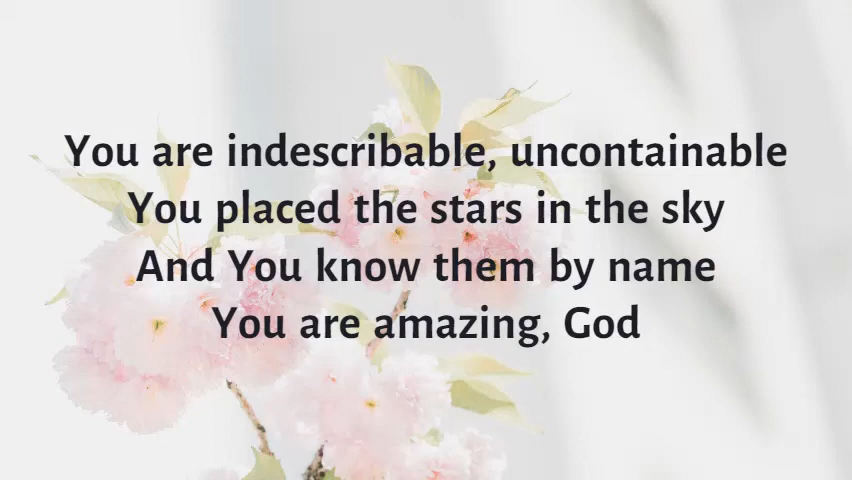 You are indescribable, uncontainable
You placed the stars in the sky
And You know them by name
You are amazing, God